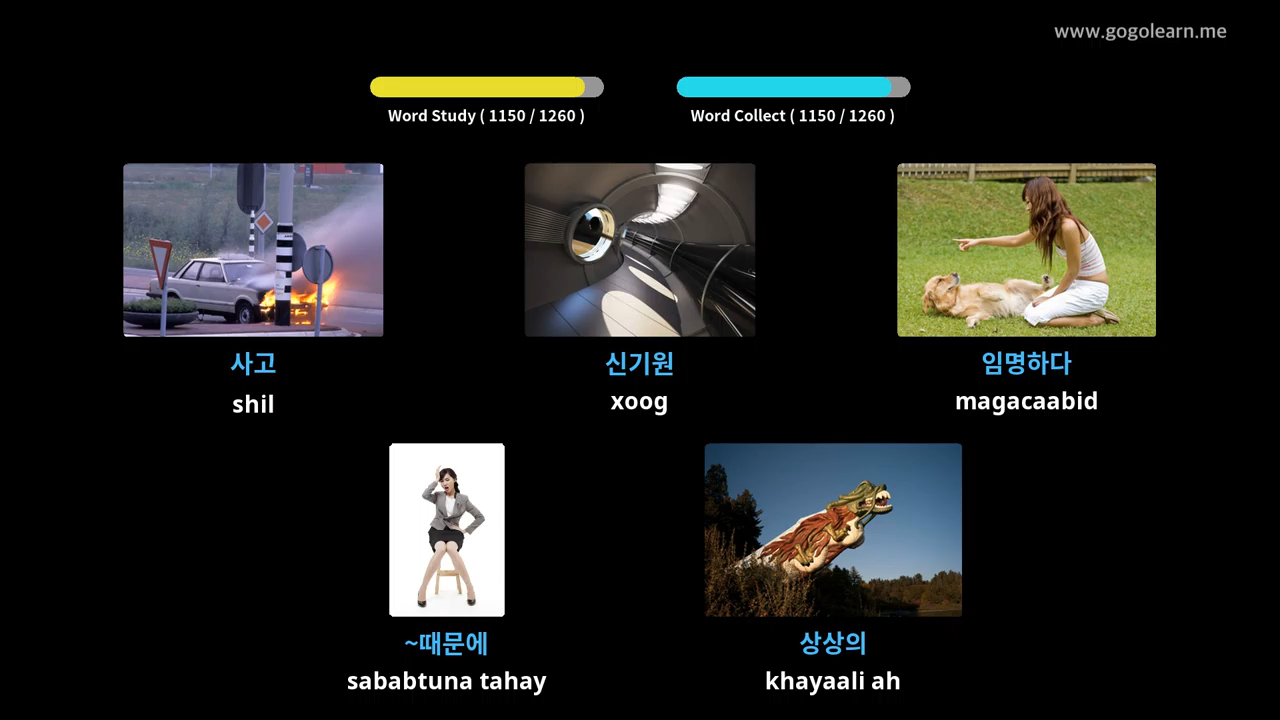 www.gogolearn.me
Word Study ( 1150 / 1260 )
Word Collect ( 1150 / 1260 )
사고
shil
신기원
xoog
임명하다
magacaabid
~때문에
sababtuna tahay
상상의
khayaali ah